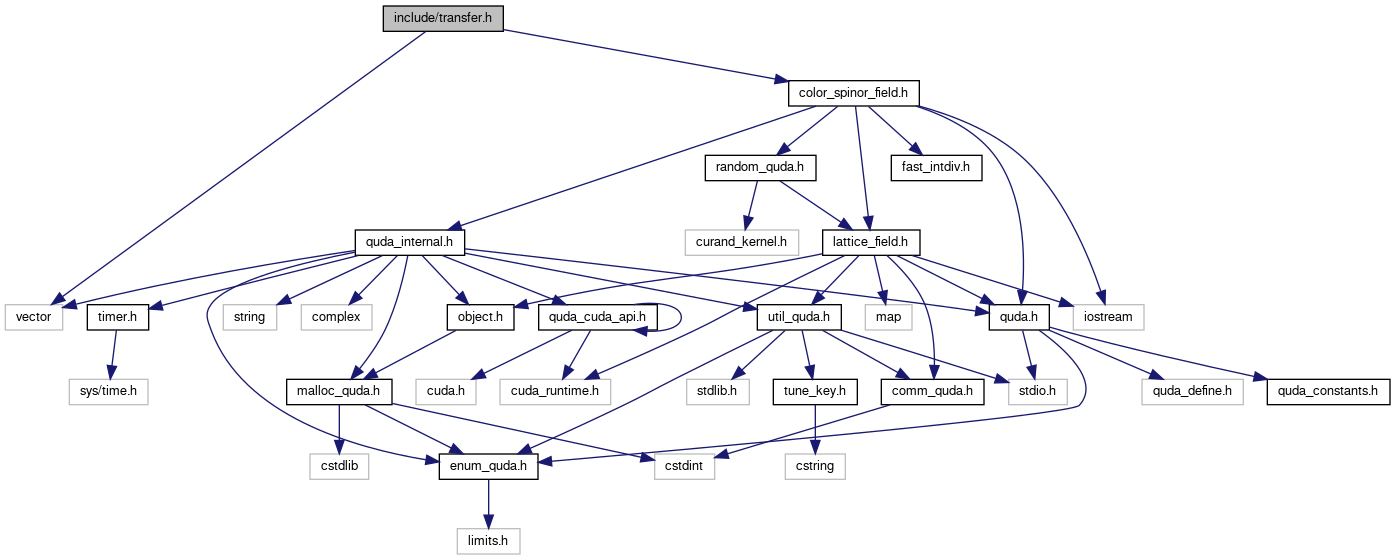 include/transfer.h
color_spinor_field.h
random_quda.h
fast_intdiv.h
curand_kernel.h
quda_internal.h
lattice_field.h
vector
timer.h
string
complex
object.h
quda_cuda_api.h
util_quda.h
map
quda.h
iostream
sys/time.h
malloc_quda.h
cuda.h
cuda_runtime.h
stdlib.h
tune_key.h
comm_quda.h
stdio.h
quda_define.h
quda_constants.h
cstdlib
enum_quda.h
cstdint
cstring
limits.h